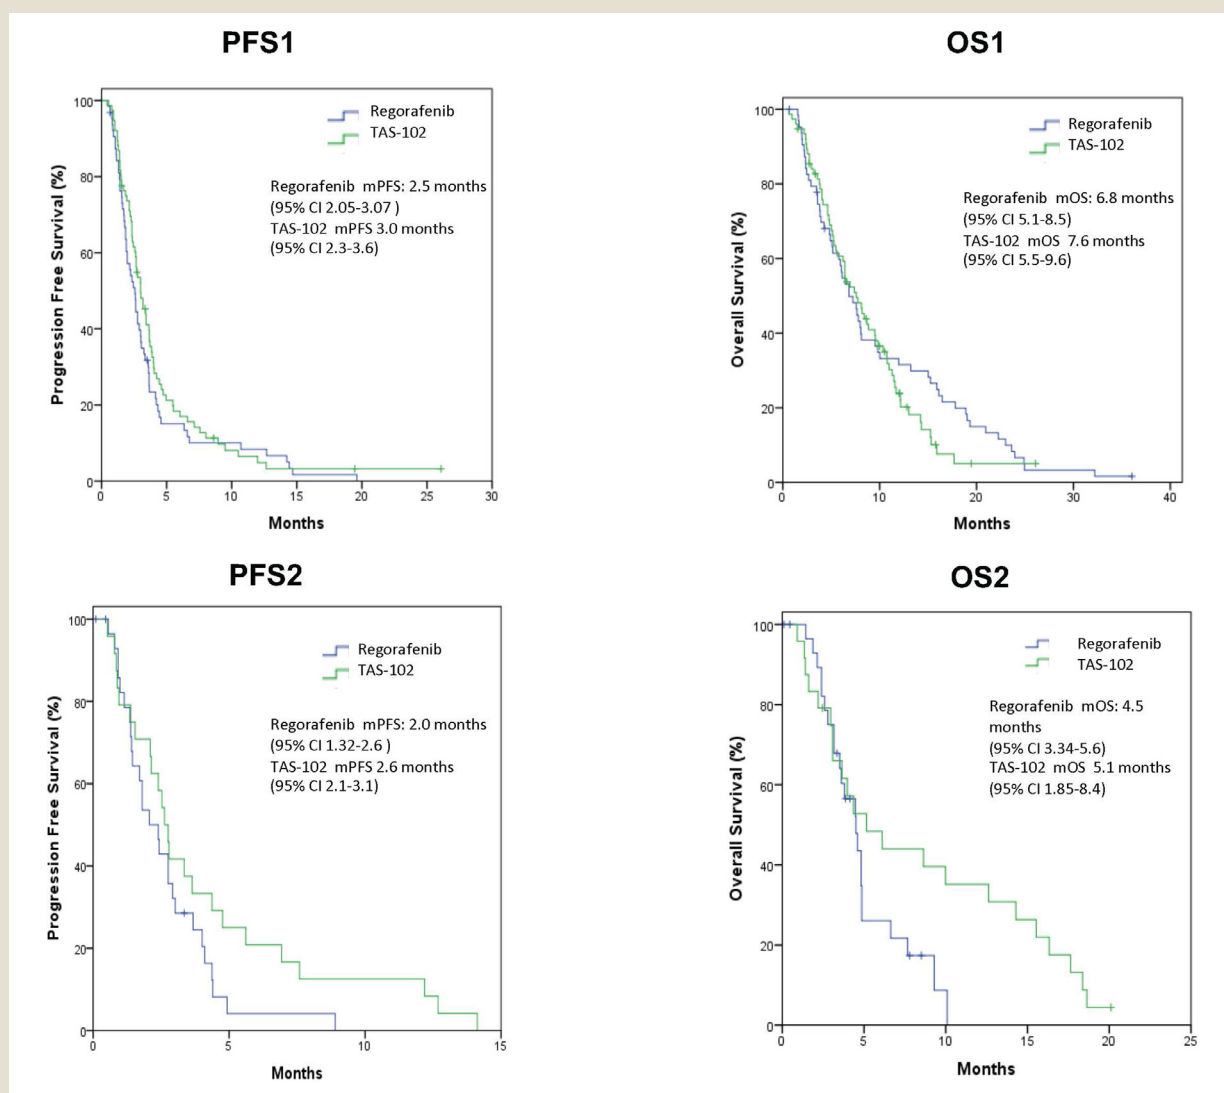 PFS1
Regorafenib
TAS-102
Regorafenib mPFS: 2.5 months
(95% CI 2.05-3.07 )
TAS-102 mPFS 3.0 months
(95% CI 2.3-3.6)
Progression Free Survival (%)
100
80
60
40
20
0
0 5 10 15 20 25 30
Months
OS1
Regorafenib
TAS-102
Regorafenib mOS: 6.8 months
(95% CI 5.1-8.5)
TAS-102 mOS 7.6 months
(95% CI 5.5-9.6)
Overall Survival (%)
100
80
60
40
20
0
0 10 20 30 40
Months
PFS2
Regorafenib
TAS-102
Regorafenib mPFS: 2.0 months
(95% CI 1.32-2.6 )
TAS-102 mPFS 2.6 months
(95% CI 2.1-3.1)
Progression Free Survival (%)
100
80
60
40
20
0
0 5 10 15
Months
OS2
Regorafenib
TAS-102
Regorafenib mOS: 4.5
months
(95% CI 3.34-5.6)
TAS-102 mOS 5.1 months
(95% CI 1.85-8.4)
Overall Survival (%)
100
80
60
40
20
0
0 5 10 15 20 25
Months